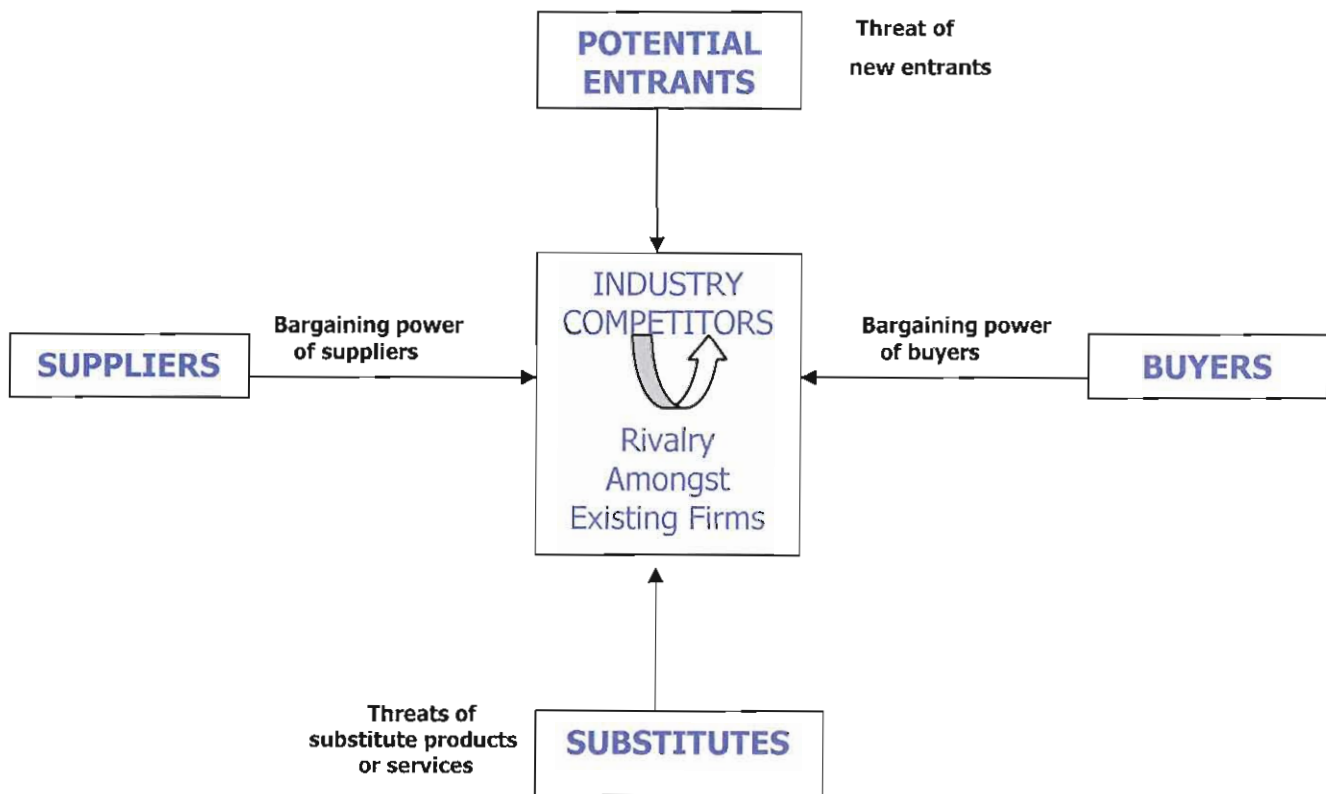 POTENTIAL
ENTRANTS
Threat of
new entrants
INDUSTRY
COMPETITORS
Rivalry
Amongst
Existing Firms
Bargaining power
of suppliers
SUPPLIERS
Bargaining power
of buyers
BUYERS
Threats of
substitute products
or services
SUBSTITUTES